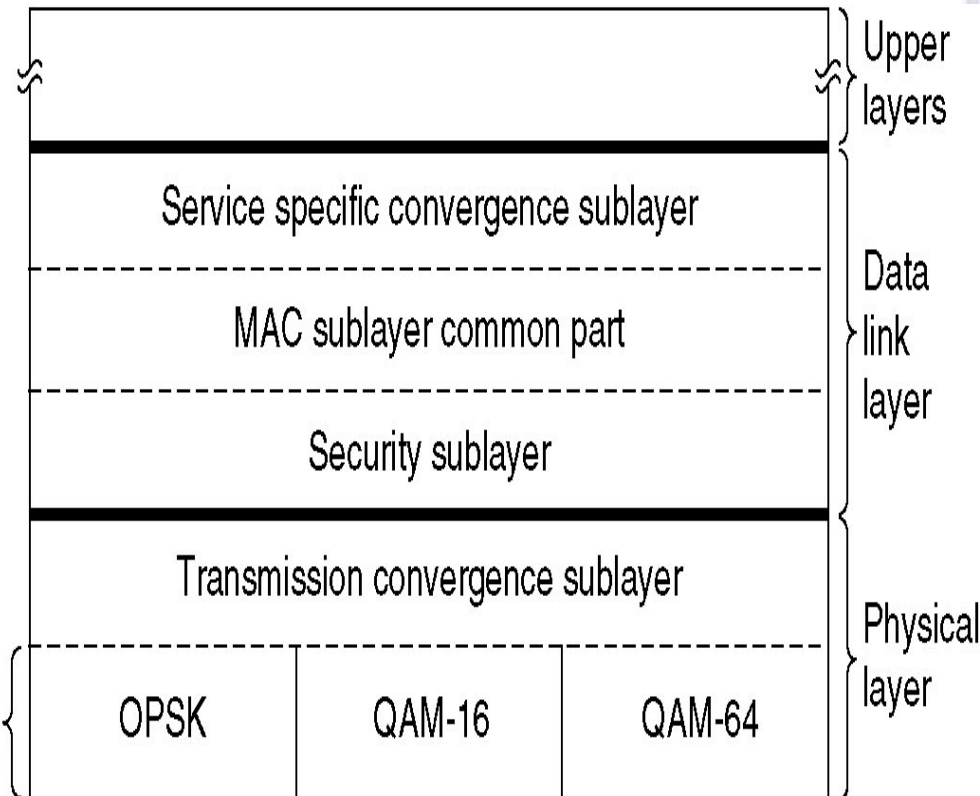 Upper
layers
Service specific convergence sublayer
MAC sublayer common part
Security sublayer
Data
link
layer
Transmission convergence sublayer
OPSK
QAM-16
QAM-64
Physical
layer